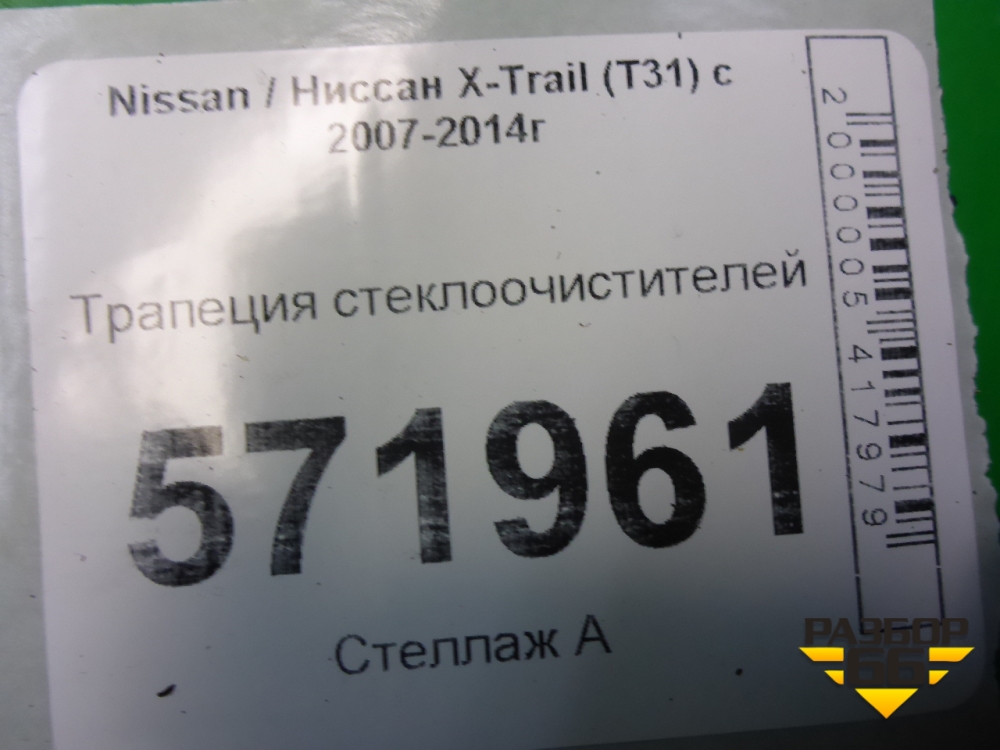 Nissan / Ниссан X-Trail (T31) с
2007-2014г
Трапеция стеклоочистителей
571961
Стеллаж А
2000005417979
РАЗБОР
66